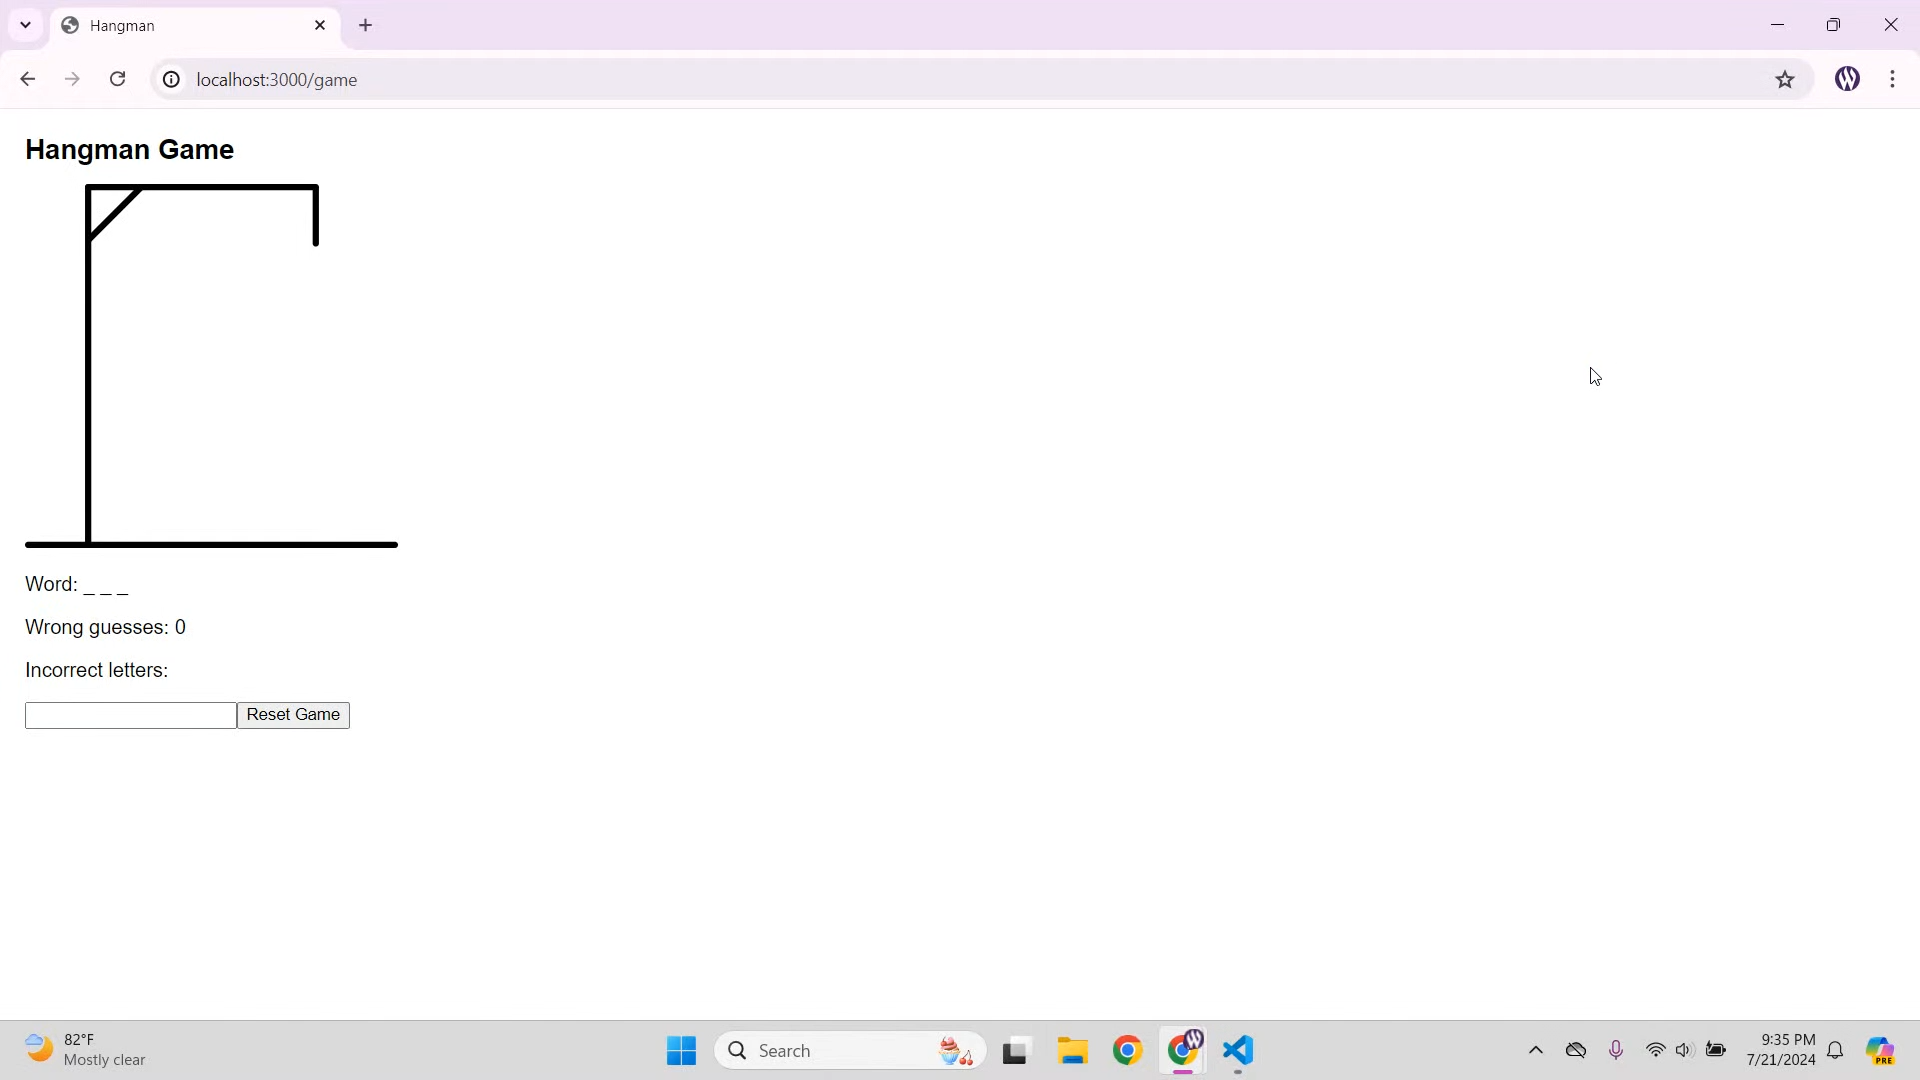 Hangman
localhost:3000/game
Hangman Game
Word: _ _ _
Wrong guesses: 0
Incorrect letters:
Reset Game
82°F
Mostly clear
Search
9:35 PM
7/21/2024
PRE